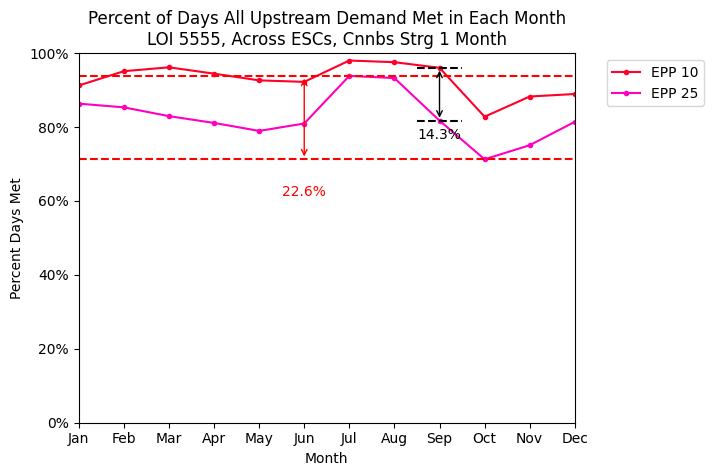 Percent of Days All Upstream Demand Met in Each Month
LOI 5555, Across ESCs, Cnnbs Strg 1 Month
100%
80%
60%
40%
20%
0%
Percent Days Met
14.3%
22.6%
EPP 10
EPP 25
Jan Feb Mar Apr May Jun Jul Aug Sep Oct Nov Dec
Month